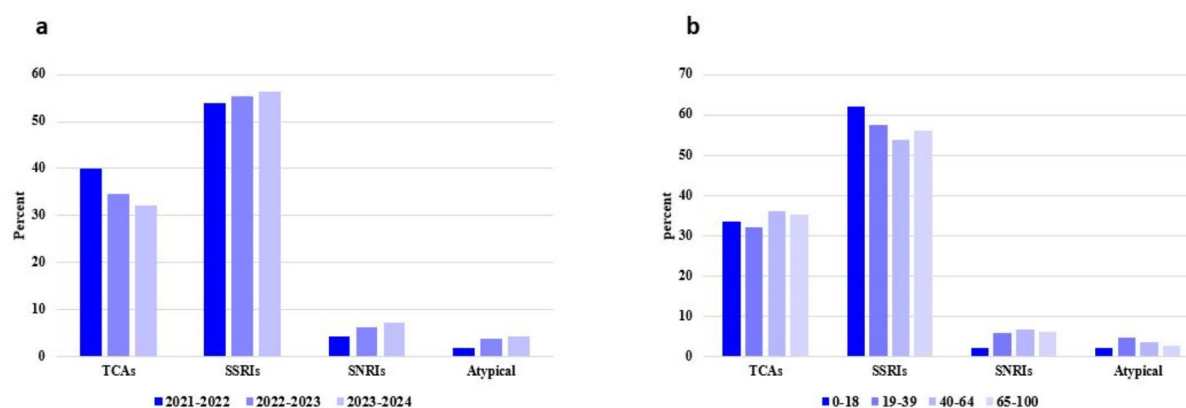 a
60
50
40
30
20
10
0
Percent
TCAs SSRIs SNRIs Atypical
2021-2022 2022-2023 2023-2024
b
70
60
50
40
30
20
10
0
percent
TCAs SSRIs SNRIs Atypical
0-18 19-39 40-64 65-100